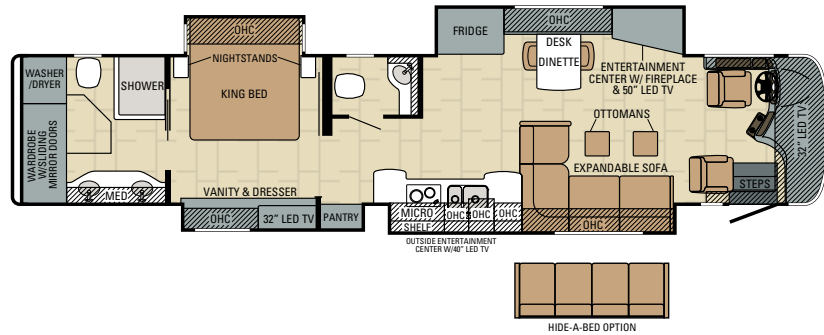 OHC
FRIDGE
OHC
DESK
DINETTE
ENTERTAINMENT
CENTER W/ FIREPLACE
& 50" LED TV
NIGHTSTANDS
KING BED
WASHER
/DRYER
SHOWER
WARDROBE
W/SLIDING
MIRROR DOORS
MED
VANITY & DRESSER
OHC
32" LED TV
PANTRY
MICRO
SHELF
OHC
OHC
OHC
OUTSIDE ENTERTAINMENT
CENTER W/40" LED TV
OTTOMANS
EXPANDABLE SOFA
OHC
STEPS
32" LED TV
HIDE-A-BED OPTION